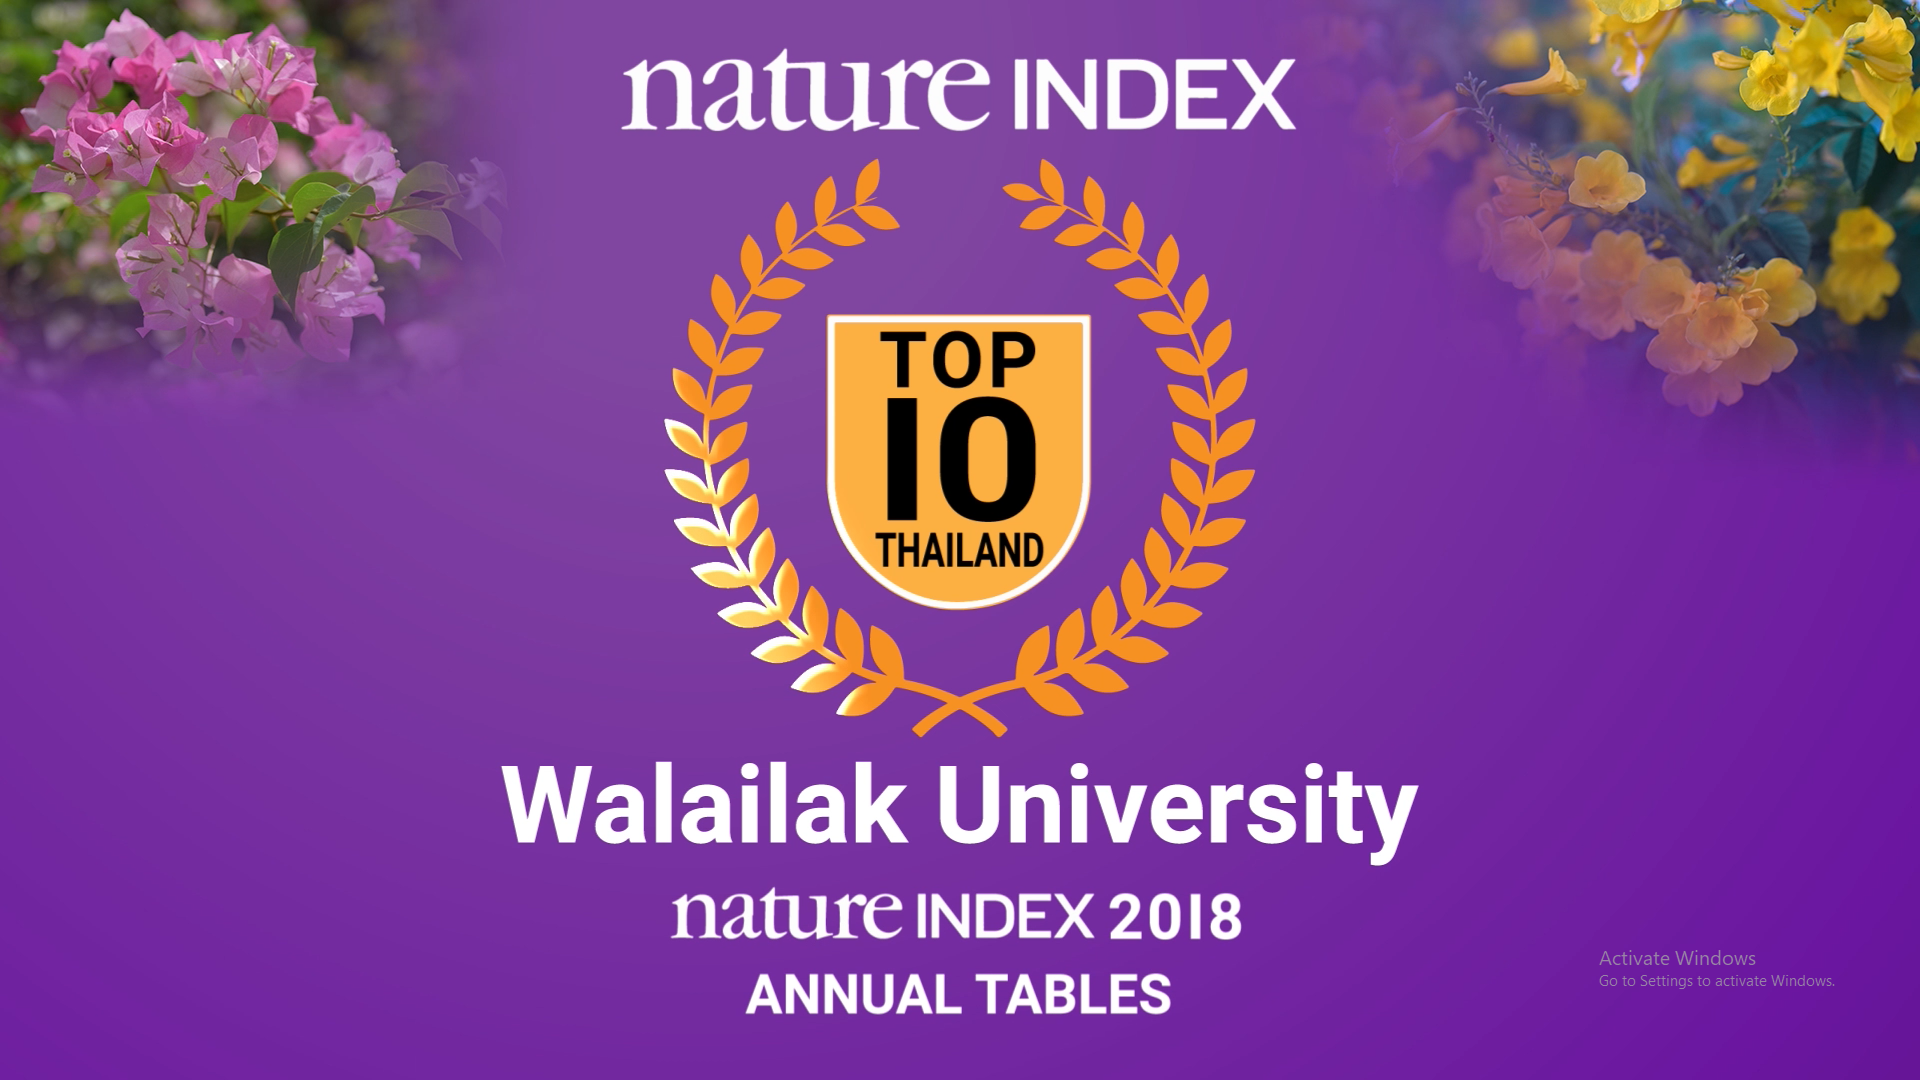 nature INDEX
TOP
10
THAILAND
Walailak University
nature INDEX 2018
ANNUAL TABLES
Activate Windows
Go to Settings to activate Windows.